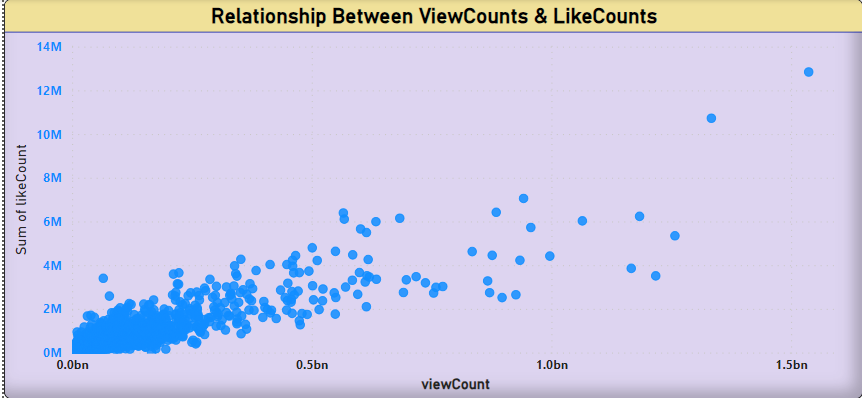 Relationship Between ViewCounts & LikeCounts
14M
12M
10M
8M
6M
4M
2M
0M
Sum of likeCount
0.0bn 0.5bn 1.0bn 1.5bn
viewCount